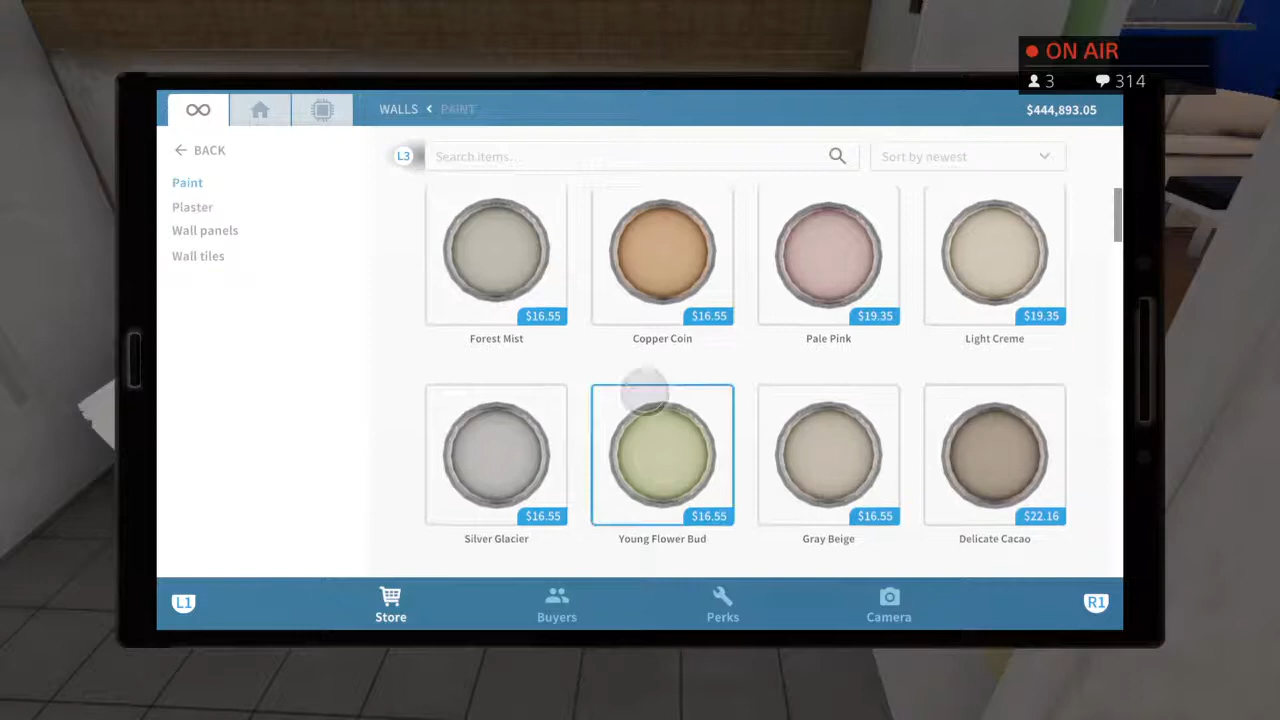 ON AIR
3 314
WALLS < PAINT
$444,893.05
BACK
L3
Search items...
Sort by newest
Paint
Plaster
Wall panels
Wall tiles
$16.55 $16.55 $19.35 $19.35
Forest Mist Copper Coin Pale Pink Light Creme
$16.55 $16.55 $16.55 $22.16
Silver Glacier Young Flower Bud Gray Beige Delicate Cacao
L1
Store Buyers Perks Camera
R1